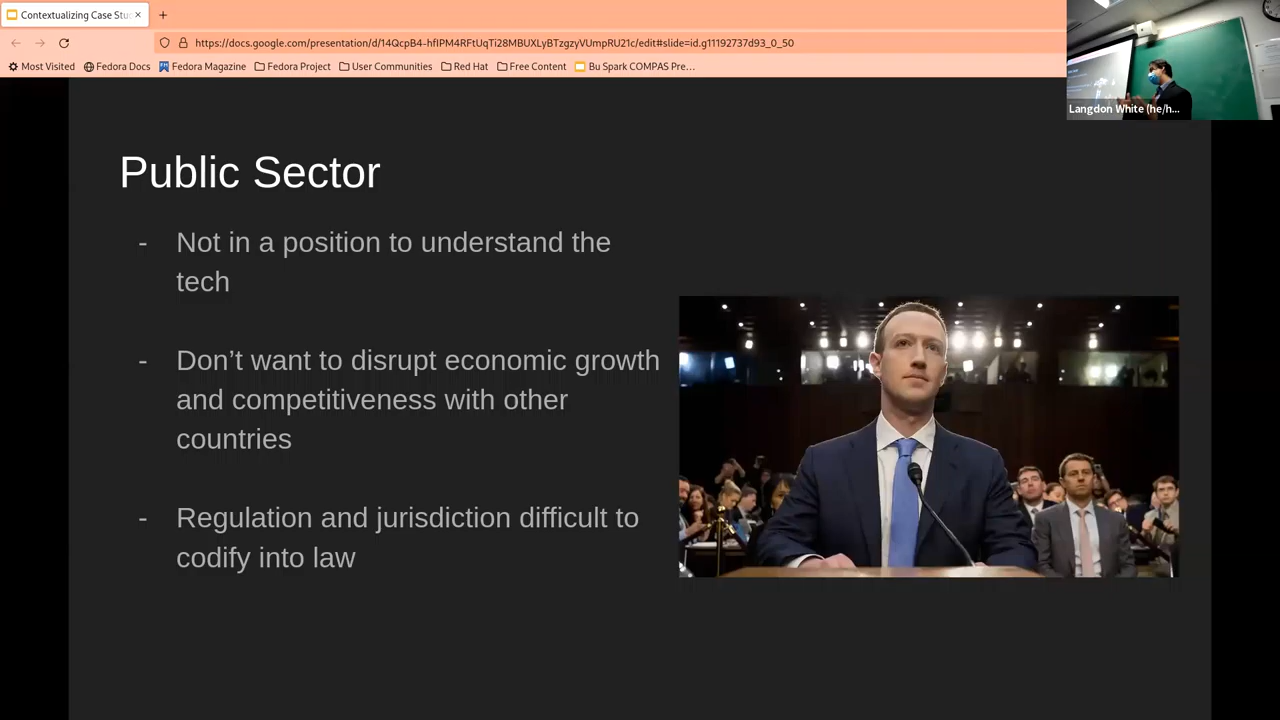 Contextualizing Case Stu
https://docs.google.com/presentation/d/14QcpB4-hfIPM4RFtUqTi28MBUXLyBTzgzyVUmpRU21c/edit#slide=id.g11192737d93_0_50
Most Visited Fedora Docs Fedora Magazine Fedora Project User Communities Red Hat Free Content Bu Spark COMPAS Pre…
Langdon White (he/h...
Public Sector
- Not in a position to understand the
tech
- Don’t want to disrupt economic growth
and competitiveness with other
countries
- Regulation and jurisdiction difficult to
codify into law